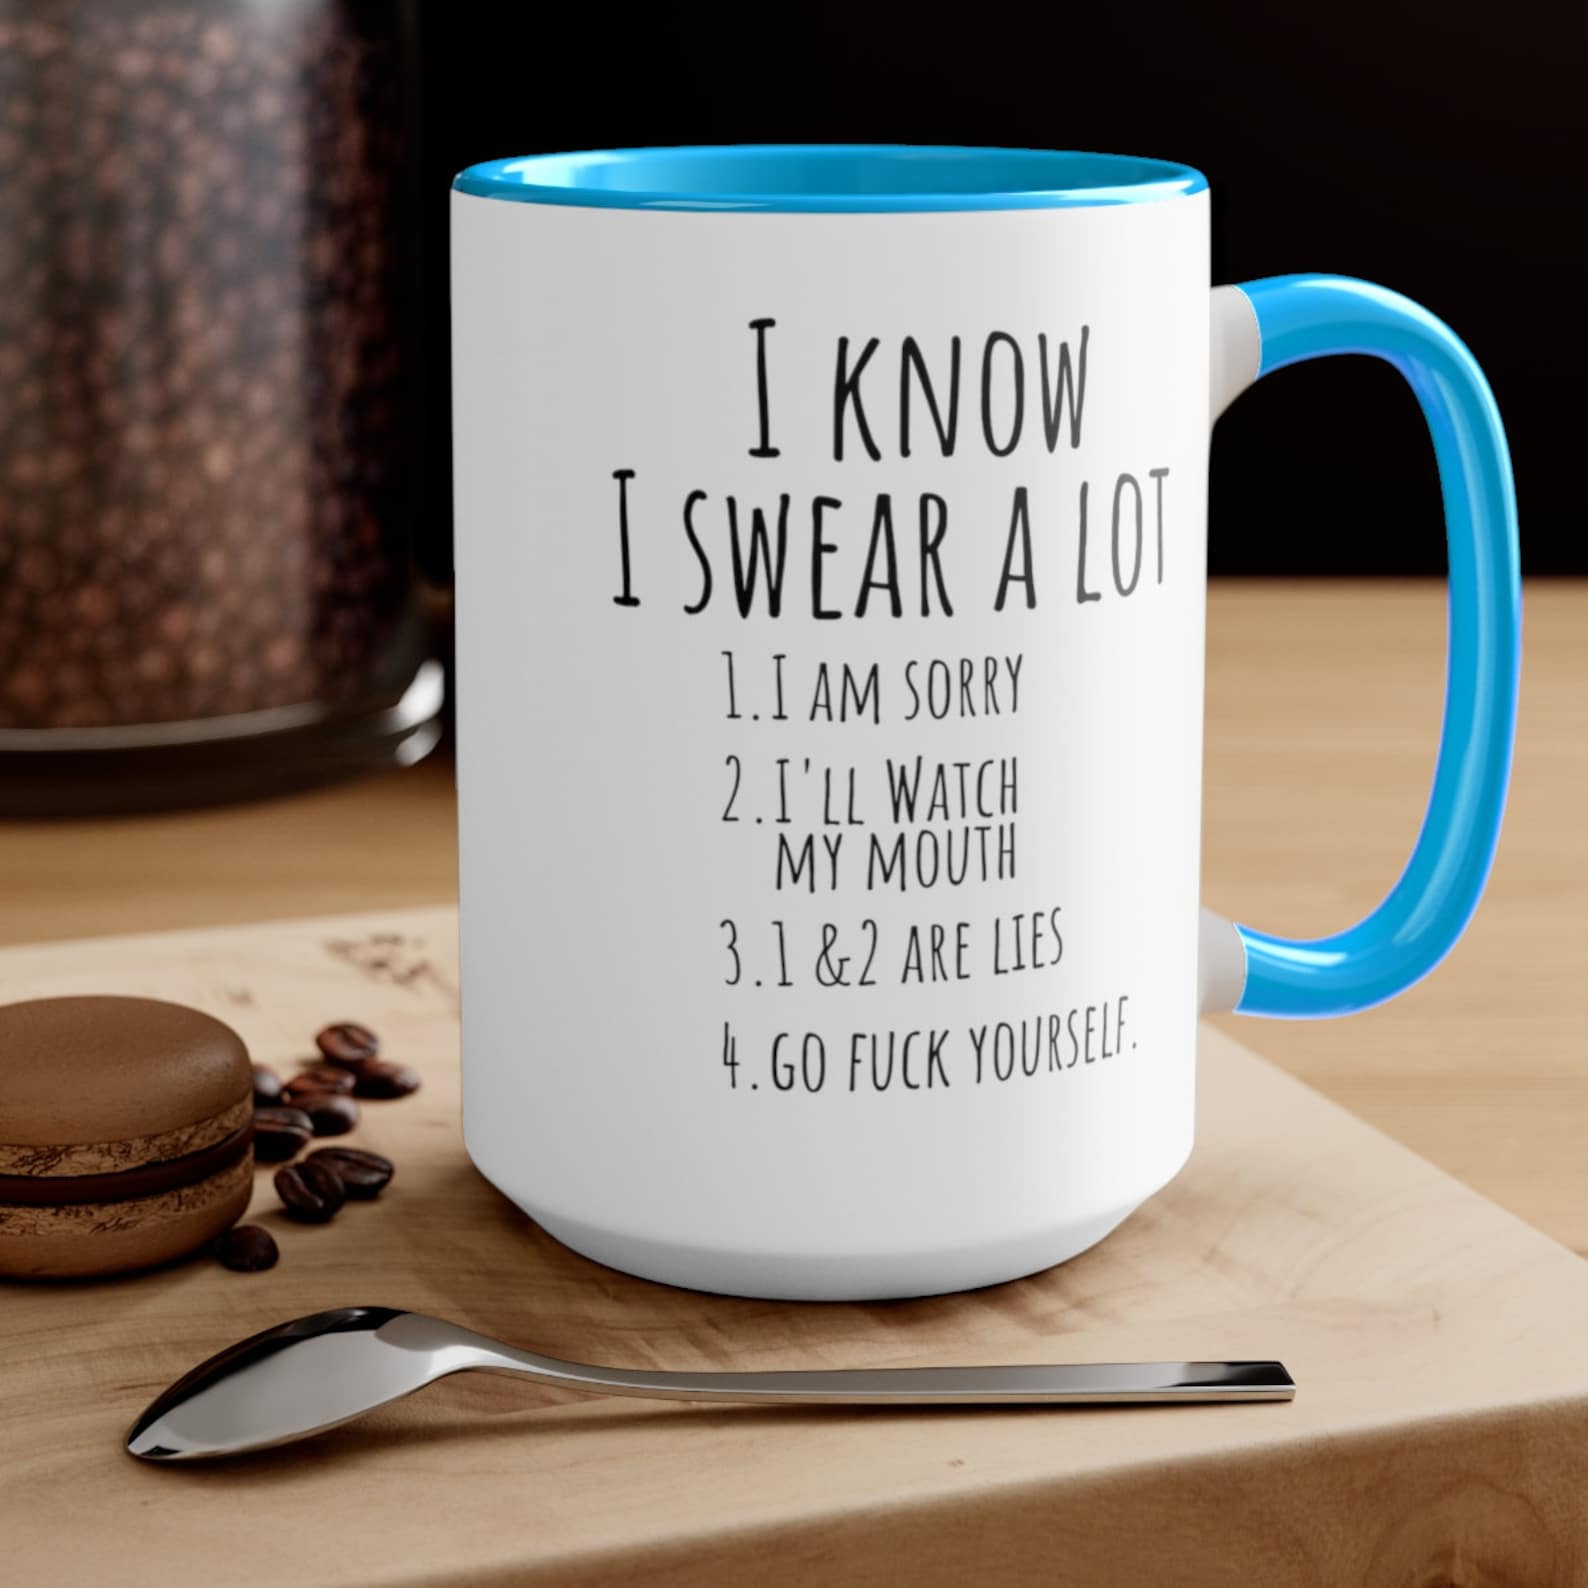 I KNOW
I SWEAR A LOT
1. I AM SORRY
2. I'LL WATCH
MY MOUTH
3. 1 & 2 ARE LIES
4. GO FUCK YOURSELF.